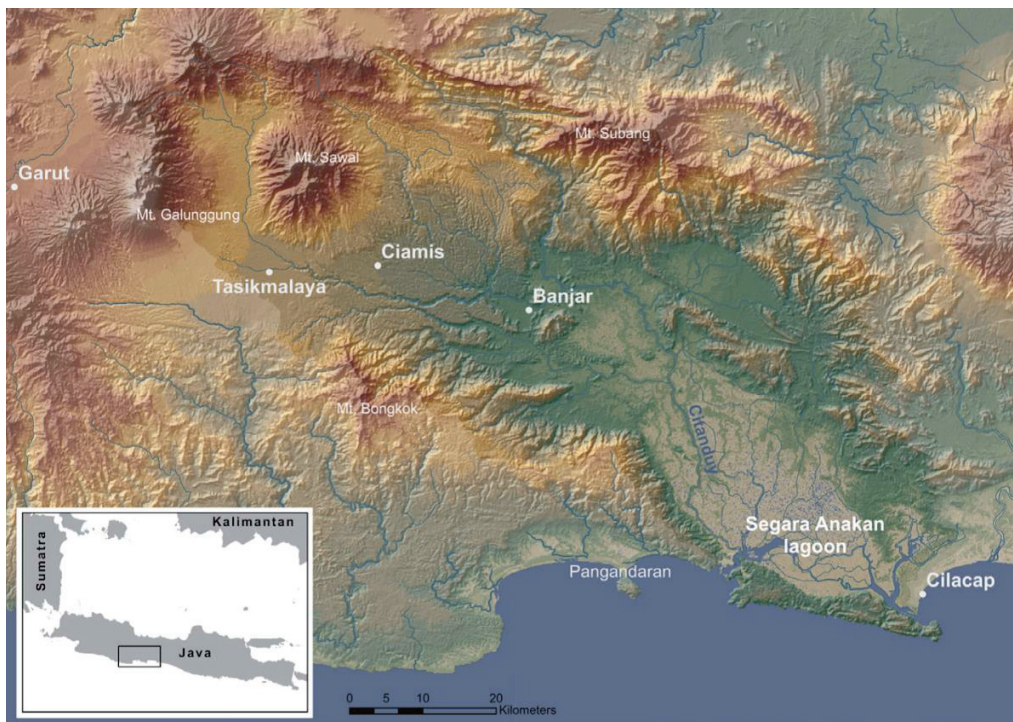 Mt. Subang
Mt. Sawal
Garut
Mt. Galunggung
Ciamis
Tasikmalaya
Banjar
Mt. Bongkok
Citanduy
Segara Anakan
lagoon
Pangandaran
Cilacap
Kalimantan
Sumatra
Java
0 5 10 20
Kilometers